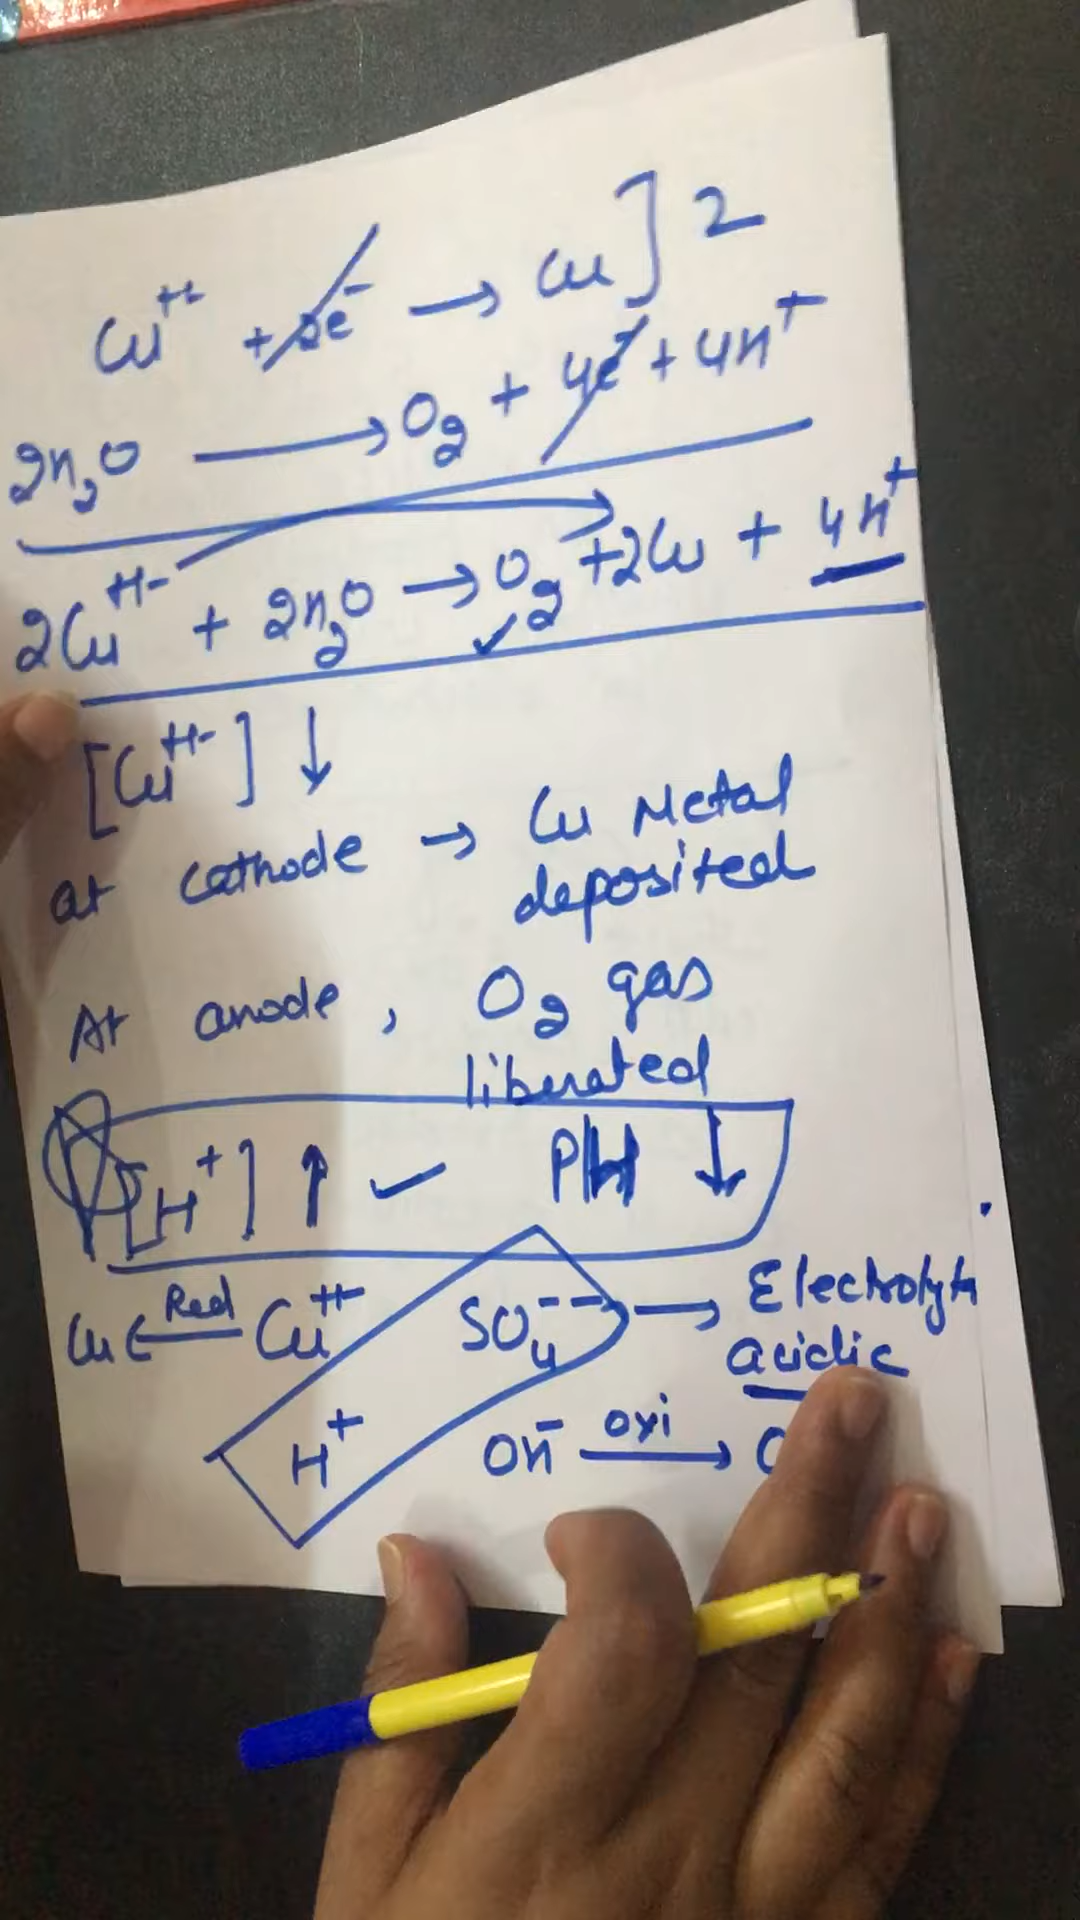 Cu⁺⁺ + 2e⁻ → Cu ] 2
2H₂O → O₂ + 4e⁻ + 4H⁺
2Cu⁺⁺ + 2H₂O → O₂ + 2Cu + 4H⁺
[Cu⁺⁺] ↓
at cathode → Cu Metal
deposited
At anode, O₂ gas
liberated
[H⁺] ↑ ✓ PH ↓
Cu ← Red Cu⁺⁺ SO₄⁻⁻ → Electrolyte
acidic
H⁺ OH⁻ oxi →